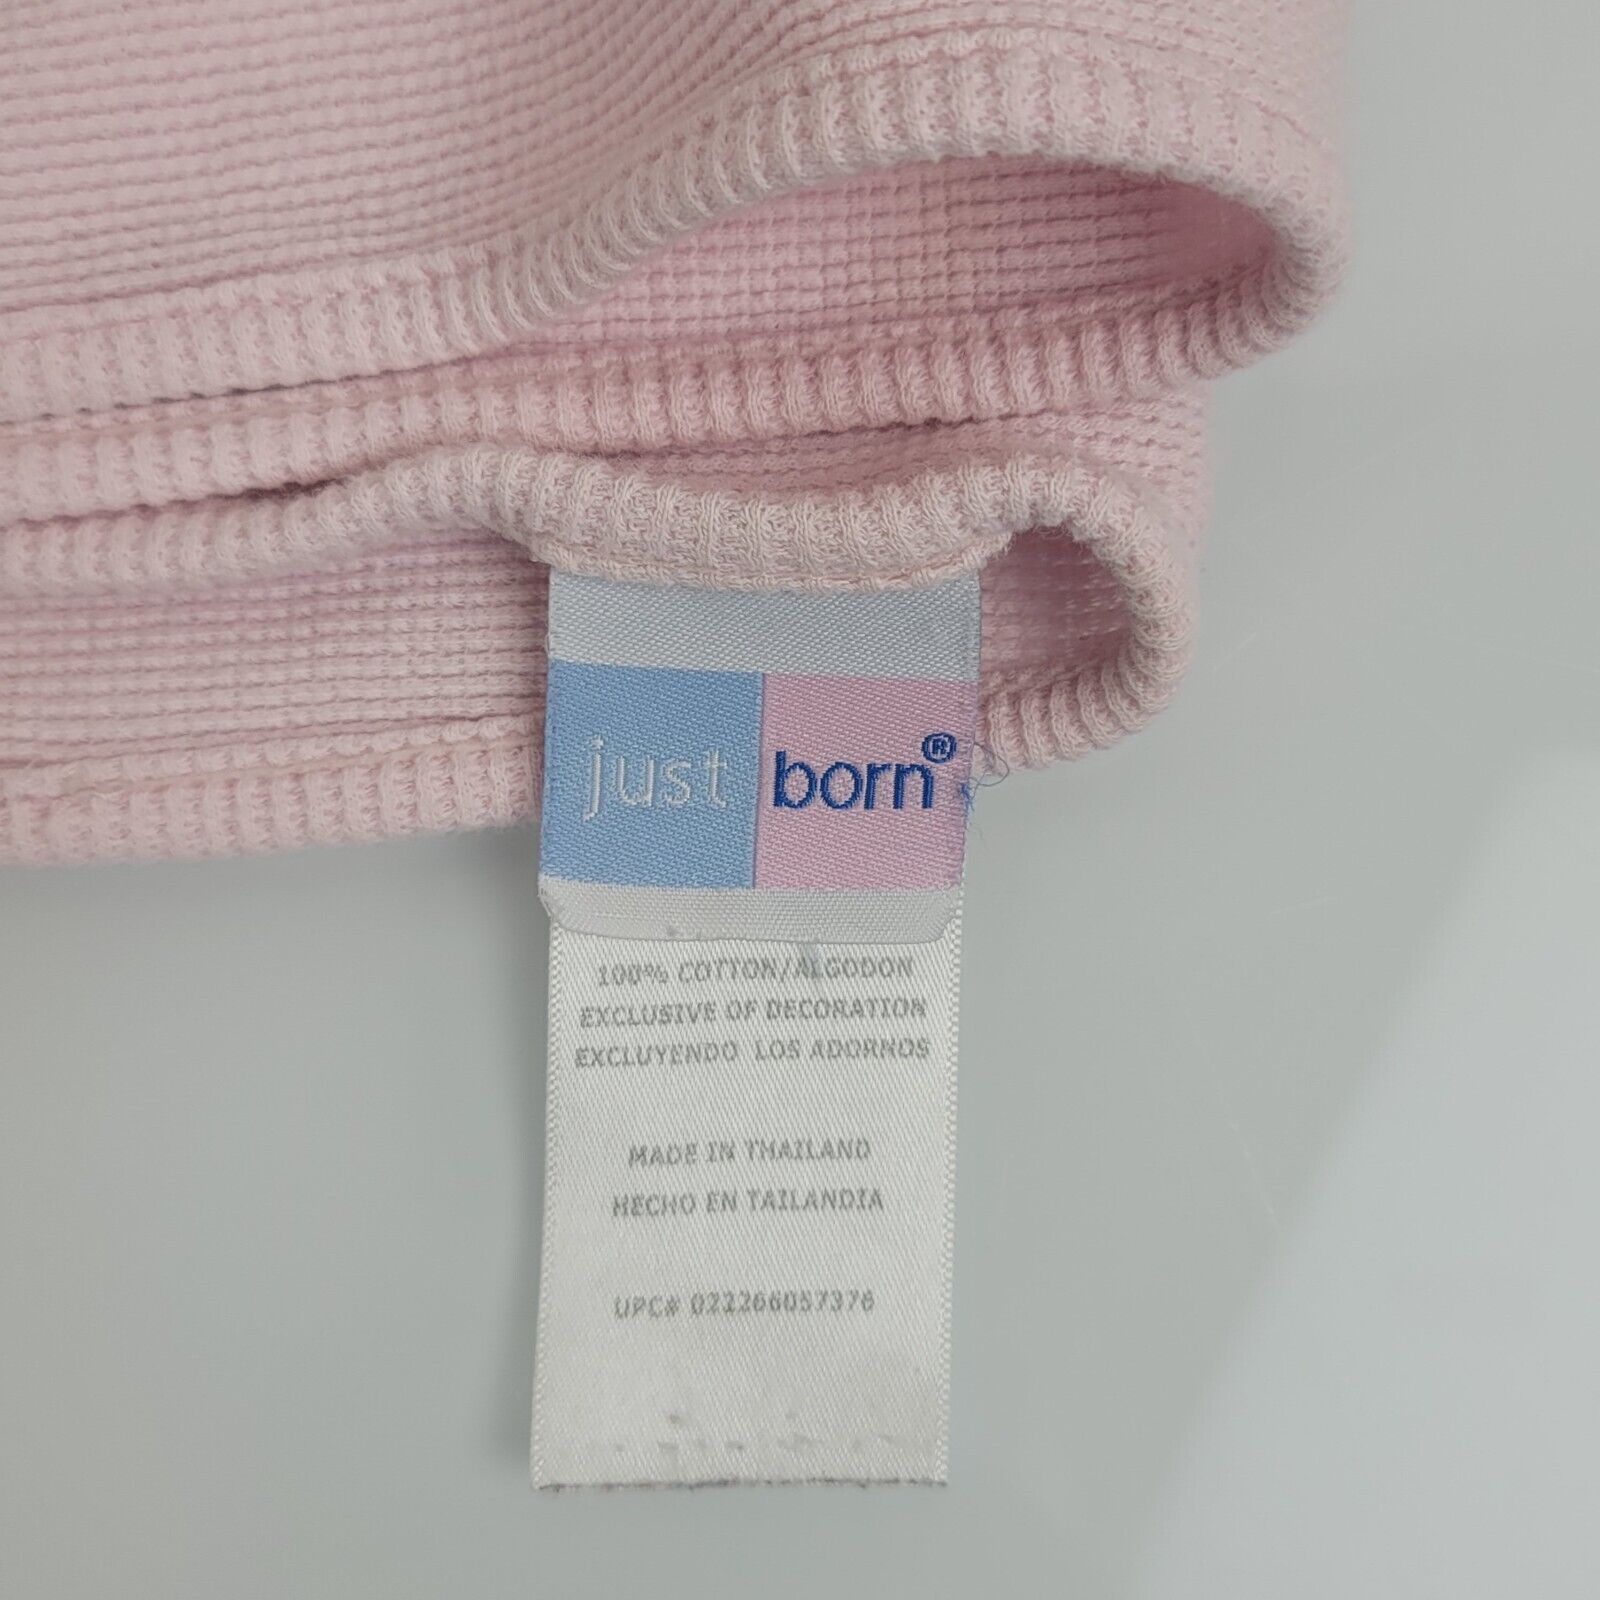 just born®
100% COTTON/ALGODON
EXCLUSIVE OF DECORATION
EXCLUYENDO LOS ADORNOS
MADE IN THAILAND
HECHO EN TAILANDIA
UPC# 022266057376